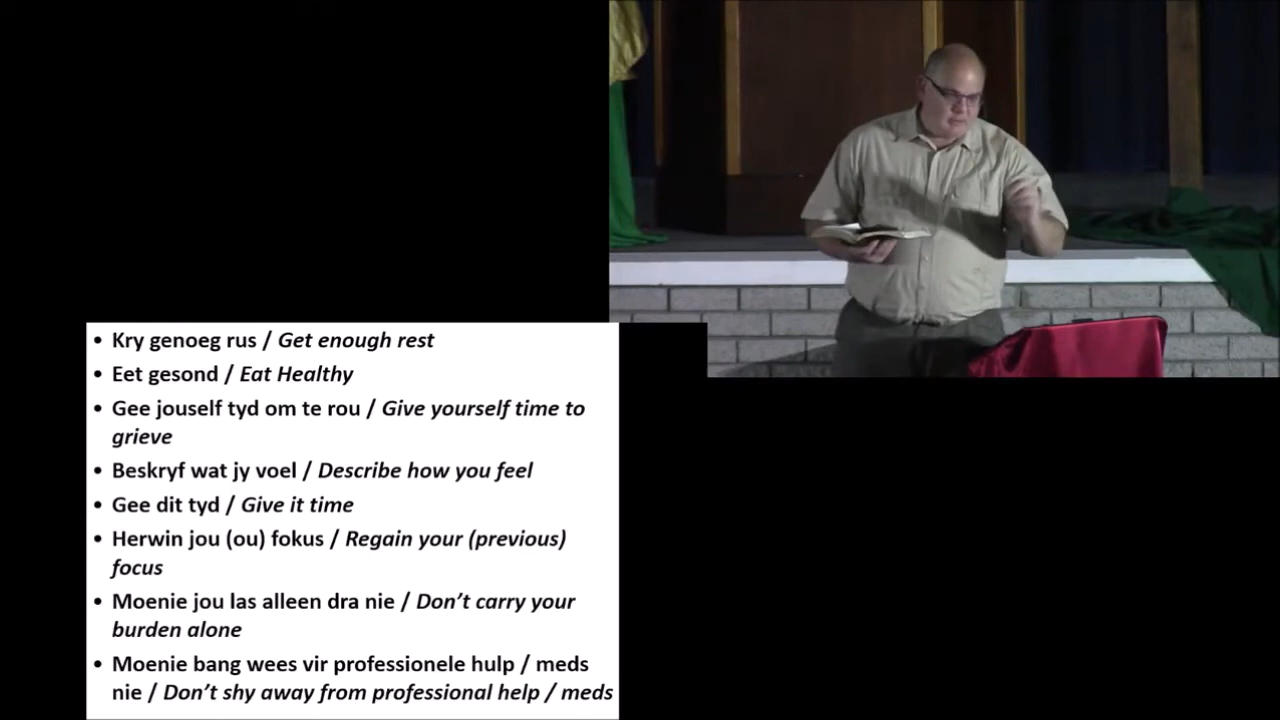 • Kry genoeg rus / Get enough rest
• Eet gesond / Eat Healthy
• Gee jouself tyd om te rou / Give yourself time to
grieve
• Beskryf wat jy voel / Describe how you feel
• Gee dit tyd / Give it time
• Herwin jou (ou) fokus / Regain your (previous)
focus
• Moenie jou las alleen dra nie / Don’t carry your
burden alone
• Moenie bang wees vir professionele hulp / meds
nie / Don’t shy away from professional help / meds